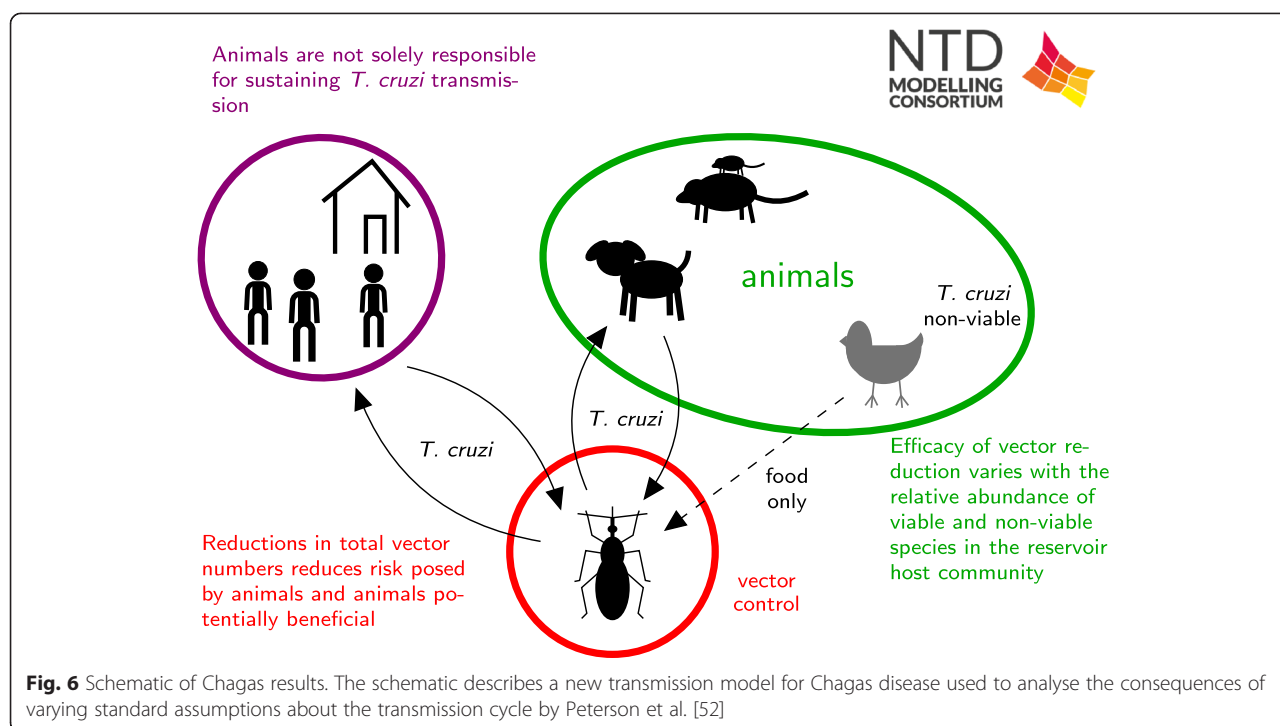 Animals are not solely responsible
for sustaining T. cruzi transmis-
sion
NTD
MODELLING
CONSORTIUM
animals
T. cruzi
non-viable
T. cruzi
T. cruzi
food
only
Efficacy of vector re-
duction varies with the
relative abundance of
viable and non-viable
species in the reservoir
host community
Reductions in total vector
numbers reduces risk posed
by animals and animals po-
tentially beneficial
vector
control
Fig. 6 Schematic of Chagas results. The schematic describes a new transmission model for Chagas disease used to analyse the consequences of
varying standard assumptions about the transmission cycle by Peterson et al. [52]